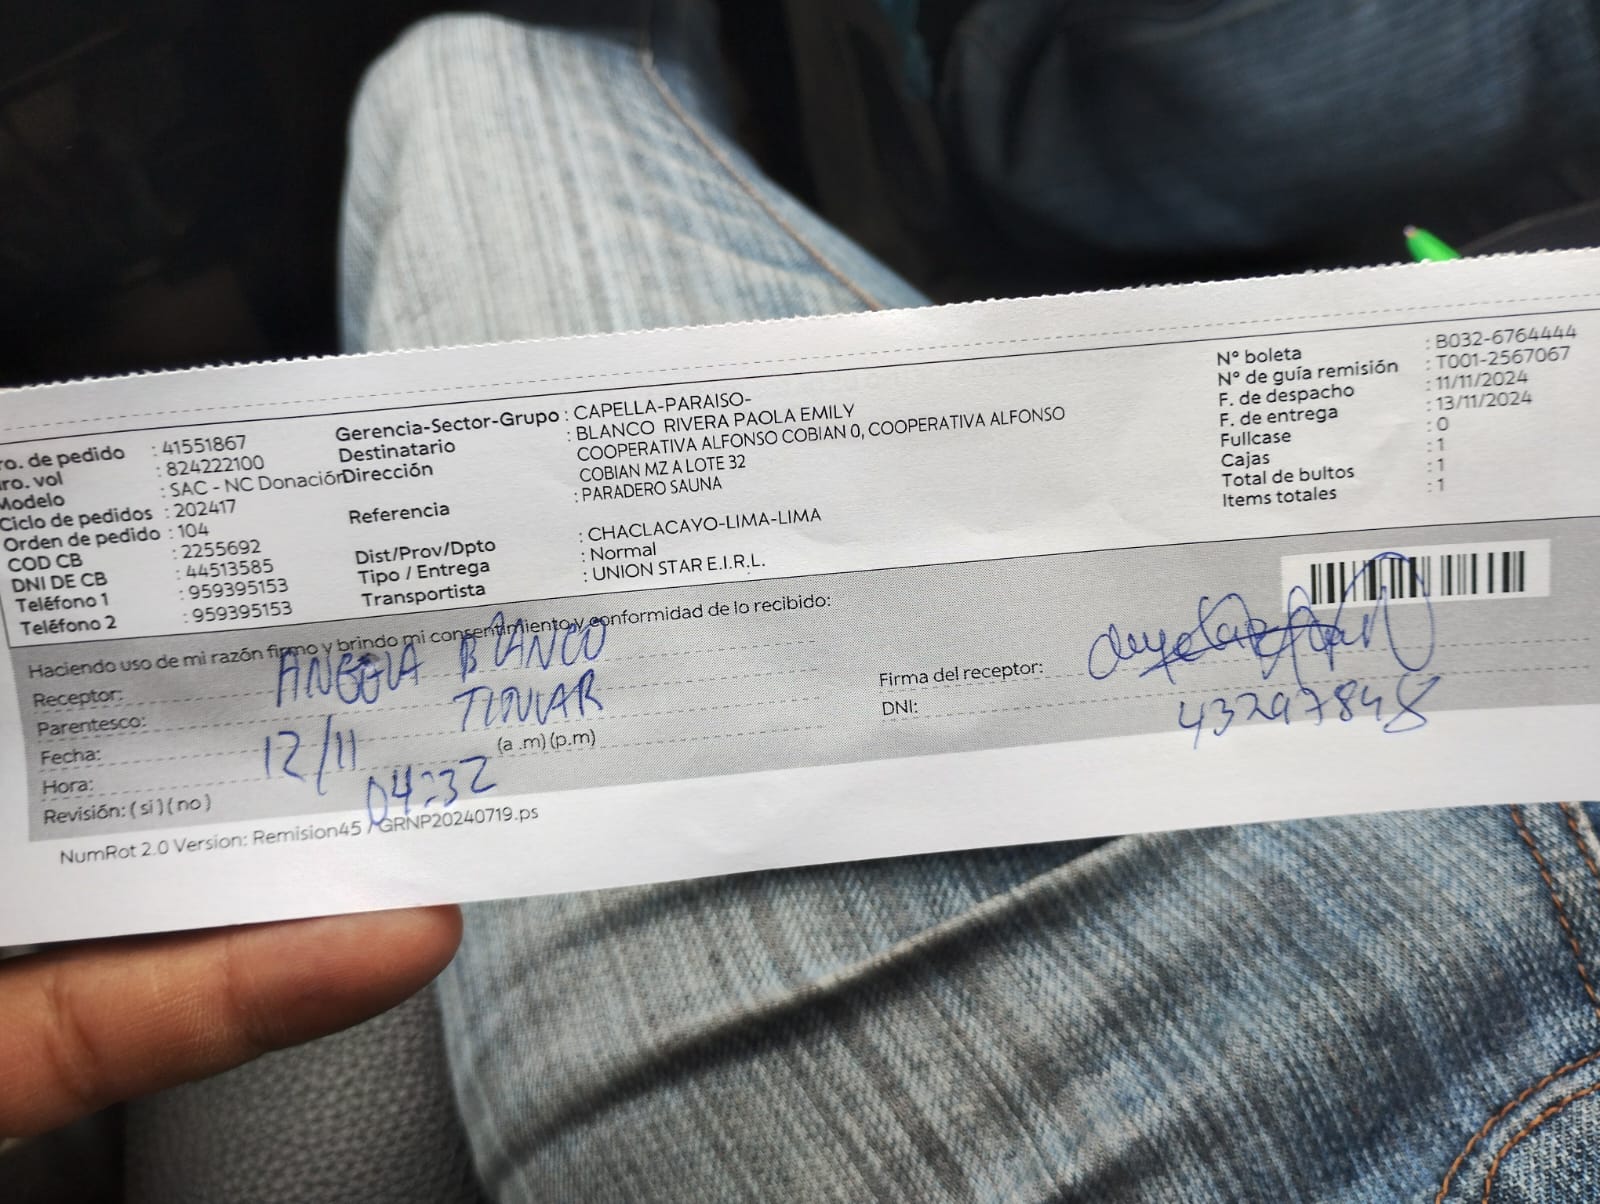 ro. de pedido : 41551867
ro. vol : 824222100
Modelo : SAC - NC Donación
Ciclo de pedidos : 202417
Orden de pedido : 104
COD CB : 2255692
DNI DE CB : 44513585
Teléfono 1 : 959395153
Teléfono 2 : 959395153
Gerencia-Sector-Grupo : CAPELLA-PARAISO-
Destinatario : BLANCO RIVERA PAOLA EMILY
Dirección COOPERATIVA ALFONSO COBIAN 0, COOPERATIVA ALFONSO
COBIAN MZ A LOTE 32
Referencia : PARADERO SAUNA
Dist/Prov/Dpto : CHACLACAYO-LIMA-LIMA
Tipo / Entrega : Normal
Transportista : UNION STAR E.I.R.L.
N° boleta : B032-6764444
N° de guía remisión : T001-2567067
F. de despacho : 11/11/2024
F. de entrega : 13/11/2024
Fullcase : 0
Cajas : 1
Total de bultos : 1
Items totales : 1
Haciendo uso de mi razón firmo y brindo mi consentimiento y conformidad de lo recibido:
Receptor: ANGELA BLANCO
Parentesco: TITULAR
Fecha: 12/11
Hora: 04:32 (a .m) (p.m)
Revisión: ( si ) ( no )
Firma del receptor:
DNI: 43297848
NumRot 2.0 Version: Remision45 / GRNP20240719.ps